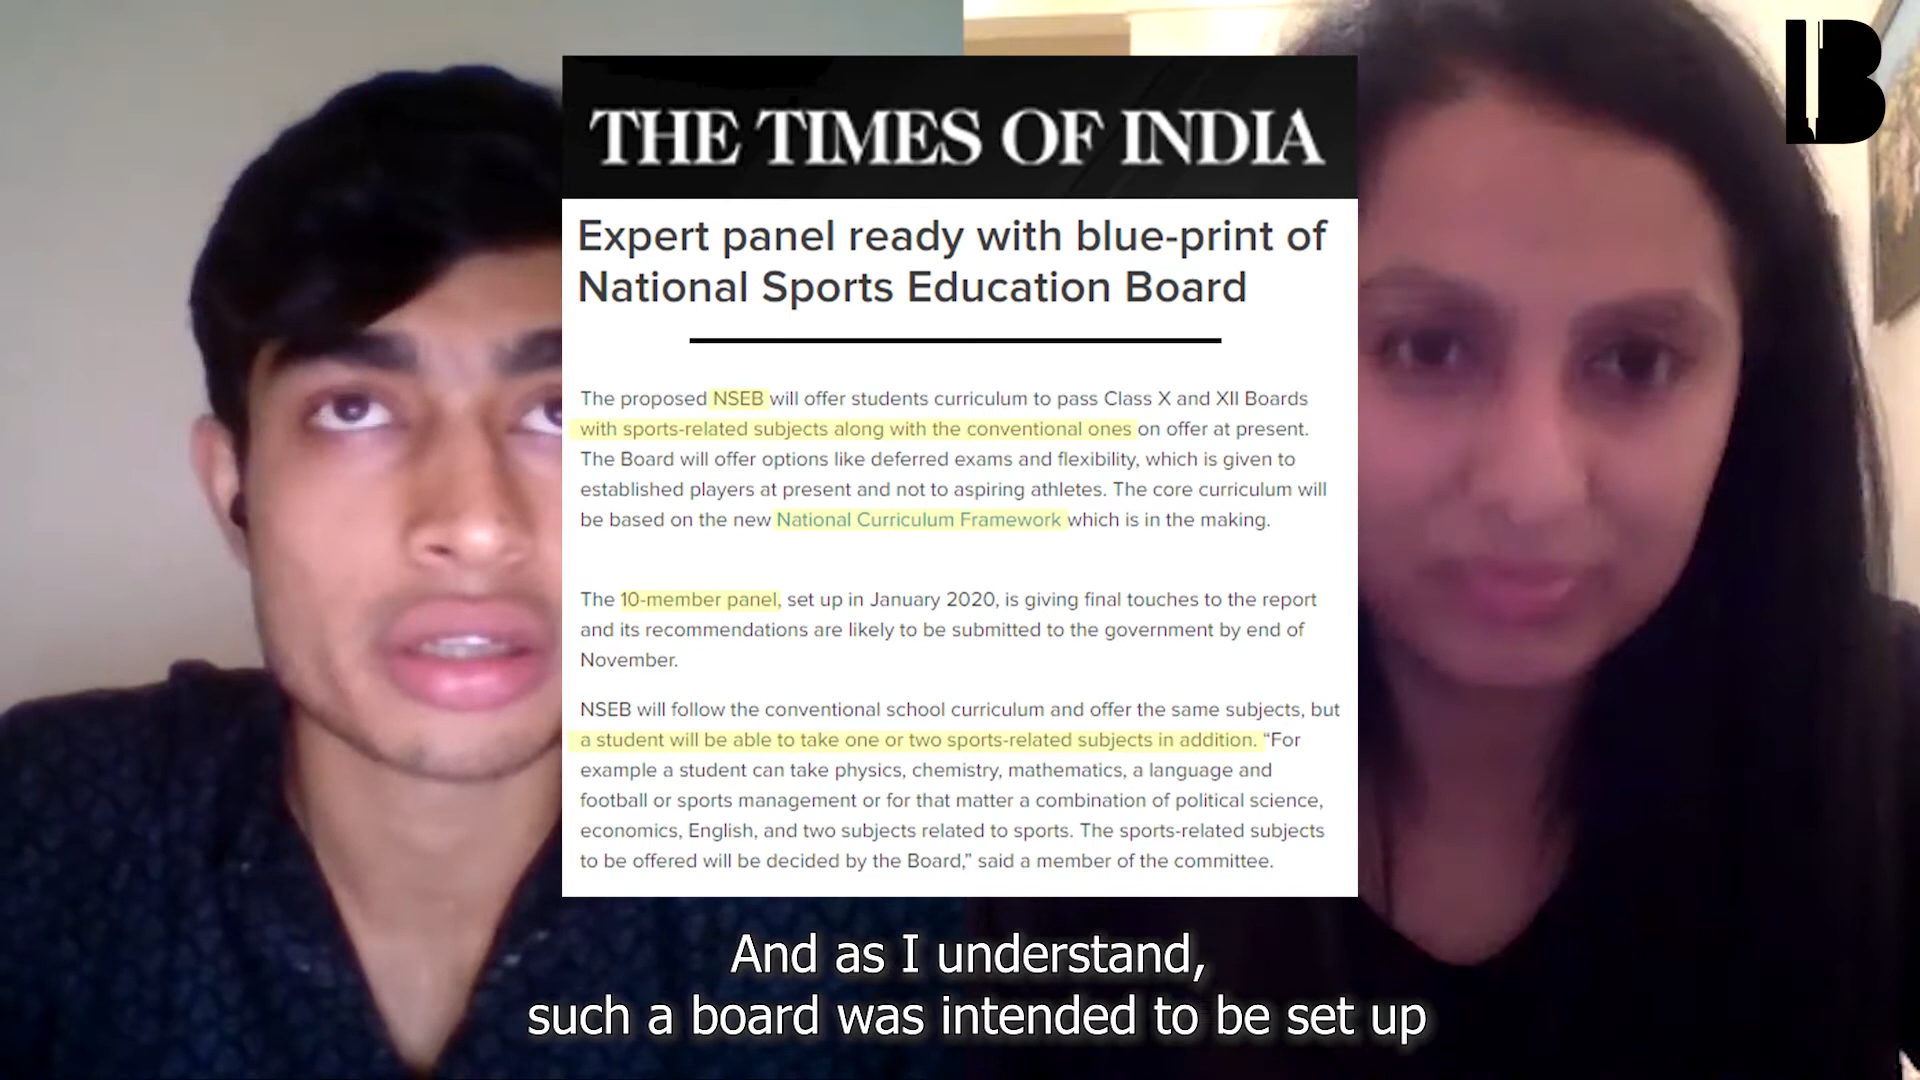 THE TIMES OF INDIA
Expert panel ready with blue-print of
National Sports Education Board
The proposed NSEB will offer students curriculum to pass Class X and XII Boards
with sports-related subjects along with the conventional ones on offer at present.
The Board will offer options like deferred exams and flexibility, which is given to
established players at present and not to aspiring athletes. The core curriculum will
be based on the new National Curriculum Framework which is in the making.
The 10-member panel, set up in January 2020, is giving final touches to the report
and its recommendations are likely to be submitted to the government by end of
November.
NSEB will follow the conventional school curriculum and offer the same subjects, but
a student will be able to take one or two sports-related subjects in addition. “For
example a student can take physics, chemistry, mathematics, a language and
football or sports management or for that matter a combination of political science,
economics, English, and two subjects related to sports. The sports-related subjects
to be offered will be decided by the Board,” said a member of the committee.
And as I understand,
such a board was intended to be set up
B